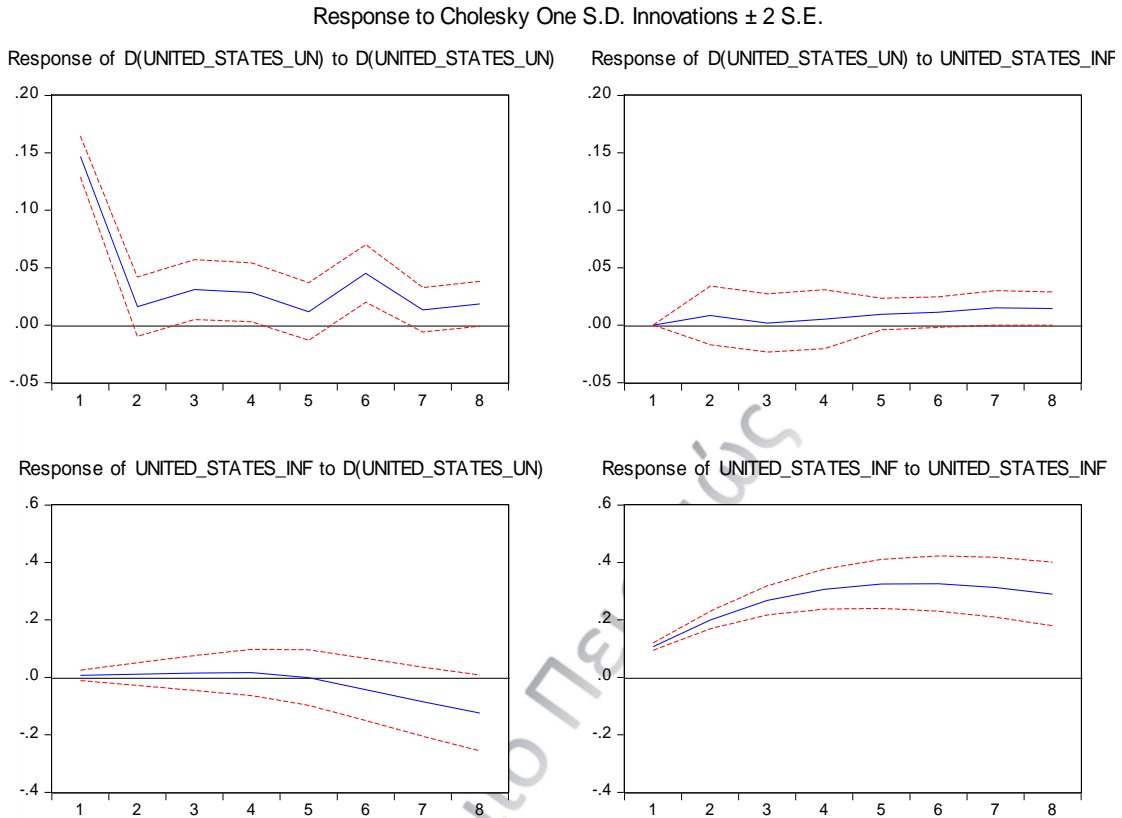 Response to Cholesky One S.D. Innovations ± 2 S.E.
Response of D(UNITED_STATES_UN) to D(UNITED_STATES_UN)
.20
.15
.10
.05
.00
-.05
1 2 3 4 5 6 7 8
Response of D(UNITED_STATES_UN) to UNITED_STATES_INF
.20
.15
.10
.05
.00
-.05
1 2 3 4 5 6 7 8
Response of UNITED_STATES_INF to D(UNITED_STATES_UN)
.6
.4
.2
.0
-.2
-.4
1 2 3 4 5 6 7 8
Response of UNITED_STATES_INF to UNITED_STATES_INF
.6
.4
.2
.0
-.2
-.4
1 2 3 4 5 6 7 8